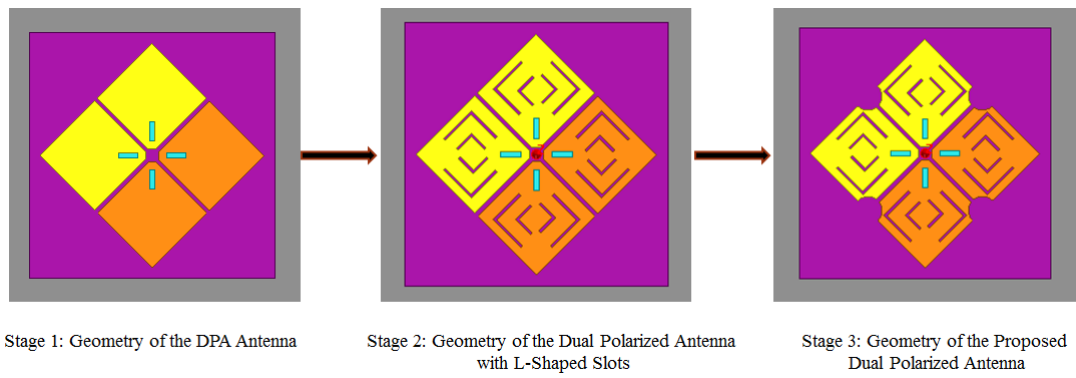 Stage 1: Geometry of the DPA Antenna
Stage 2: Geometry of the Dual Polarized Antenna
with L-Shaped Slots
Stage 3: Geometry of the Proposed
Dual Polarized Antenna